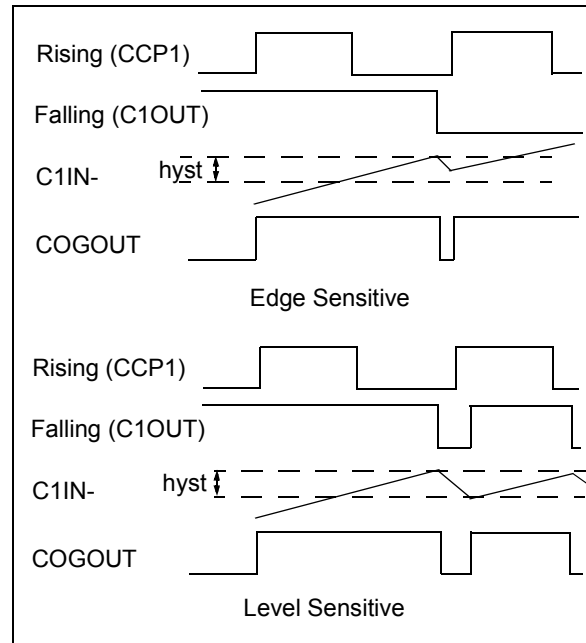 Rising (CCP1)
Falling (C1OUT)
hyst
C1IN-
COGOUT
Edge Sensitive
Rising (CCP1)
Falling (C1OUT)
hyst
C1IN-
COGOUT
Level Sensitive